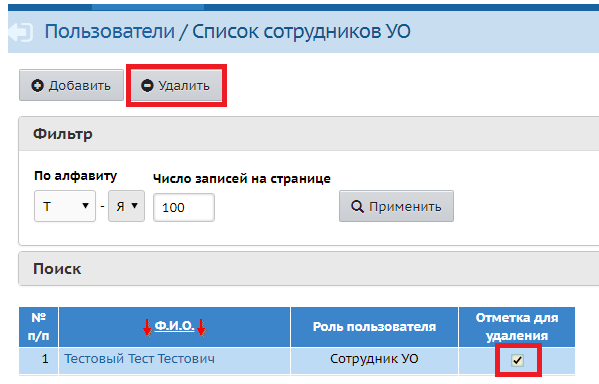 Пользователи / Список сотрудников УО
Добавить Удалить
Фильтр
По алфавиту Число записей на странице
Т - Я 100 Применить
Поиск
№ п/п Ф.И.О. Роль пользователя Отметка для удаления
1 Тестовый Тест Тестович Сотрудник УО